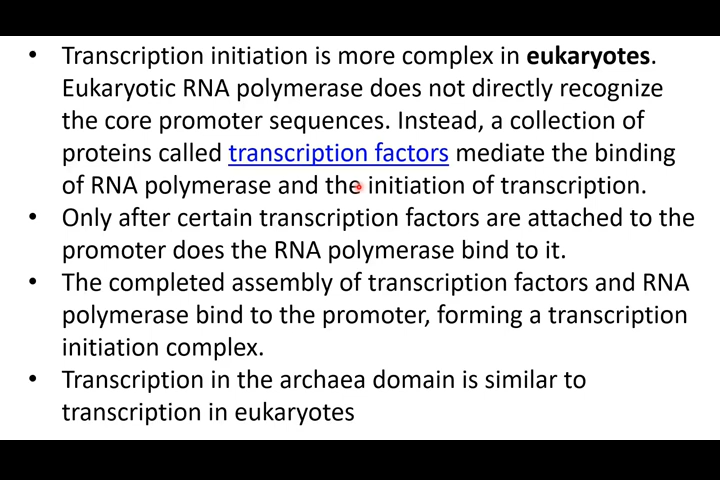 • Transcription initiation is more complex in eukaryotes.
Eukaryotic RNA polymerase does not directly recognize
the core promoter sequences. Instead, a collection of
proteins called transcription factors mediate the binding
of RNA polymerase and the initiation of transcription.
• Only after certain transcription factors are attached to the
promoter does the RNA polymerase bind to it.
• The completed assembly of transcription factors and RNA
polymerase bind to the promoter, forming a transcription
initiation complex.
• Transcription in the archaea domain is similar to
transcription in eukaryotes